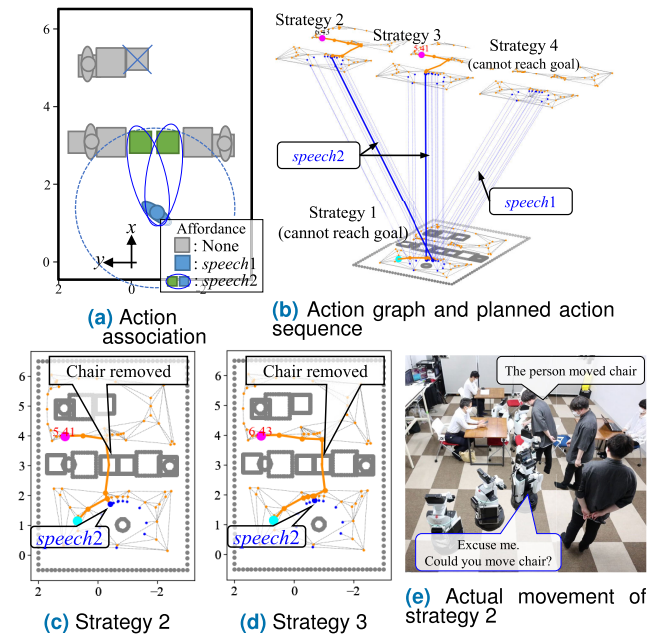 6
4
2
0
2
0
−2
x
y
Affordance
: None
: speech1
: speech2
(a) Action
association
Strategy 2
6.43
Strategy 3
5.41
Strategy 4
(cannot reach goal)
speech2
speech1
Strategy 1
(cannot reach goal)
(b) Action graph and planned action
sequence
Chair removed
6
5
4
3
2
1
0
5.41
speech2
2
0
−2
(c) Strategy 2
Chair removed
6
5
4
3
2
1
0
6.43
speech2
2
0
−2
(d) Strategy 3
The person moved chair
Excuse me.
Could you move chair?
(e) Actual movement of
strategy 2